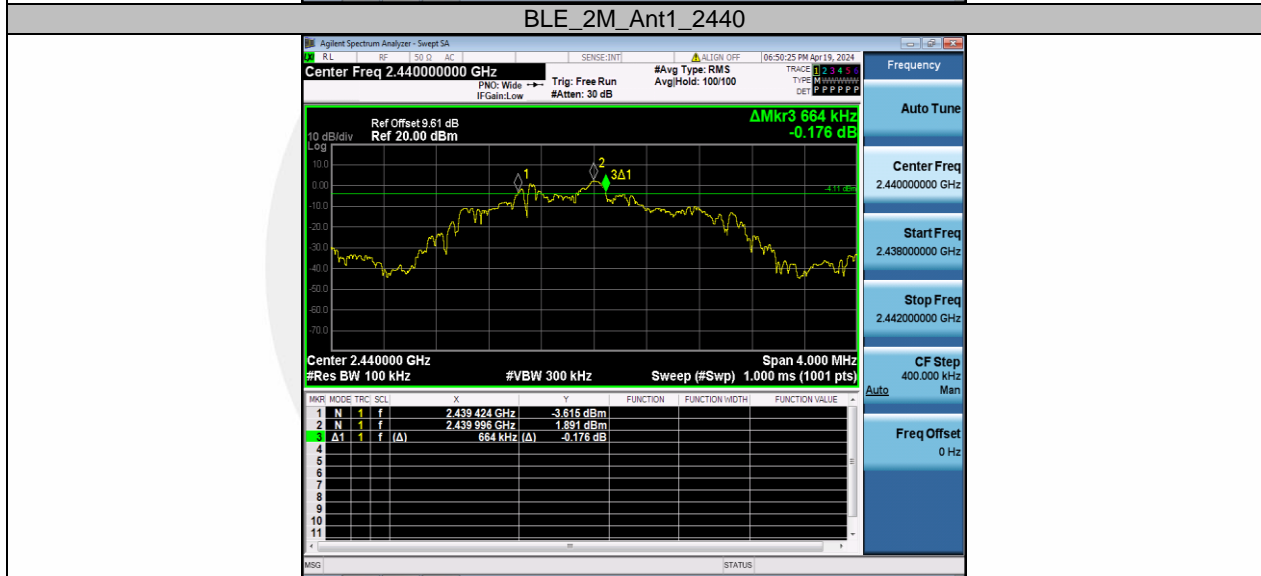 BLE_2M_Ant1_2440
Agilent Spectrum Analyzer - Swept SA
RL RF 50 Ω AC SENSE:INT ALIGN OFF 06:50:25 PM Apr 19, 2024
Center Freq 2.440000000 GHz
PNO: Wide
IFGain:Low
Trig: Free Run
#Atten: 30 dB
#Avg Type: RMS
Avg|Hold: 100/100
TRACE 1 2 3 4 5 6
TYPE M
DET P P P P P P
ΔMkr3 664 kHz
-0.176 dB
Ref Offset 9.61 dB
10 dB/div Ref 20.00 dBm
Log
10.0
0.00
-10.0
-20.0
-30.0
-40.0
-50.0
-60.0
-70.0
1
2
3Δ1
-4.11 dBm
Center 2.440000 GHz Span 4.000 MHz
#Res BW 100 kHz #VBW 300 kHz Sweep (#Swp) 1.000 ms (1001 pts)
MKR MODE TRC SCL X Y FUNCTION FUNCTION WIDTH FUNCTION VALUE
1 N 1 f 2.439 424 GHz -3.615 dBm
2 N 1 f 2.439 996 GHz 1.891 dBm
3 Δ1 1 f (Δ) 664 kHz (Δ) -0.176 dB
4
5
6
7
8
9
10
11
MSG STATUS
Frequency
Auto Tune
Center Freq
2.440000000 GHz
Start Freq
2.438000000 GHz
Stop Freq
2.442000000 GHz
CF Step
400.000 kHz
Auto Man
Freq Offset
0 Hz